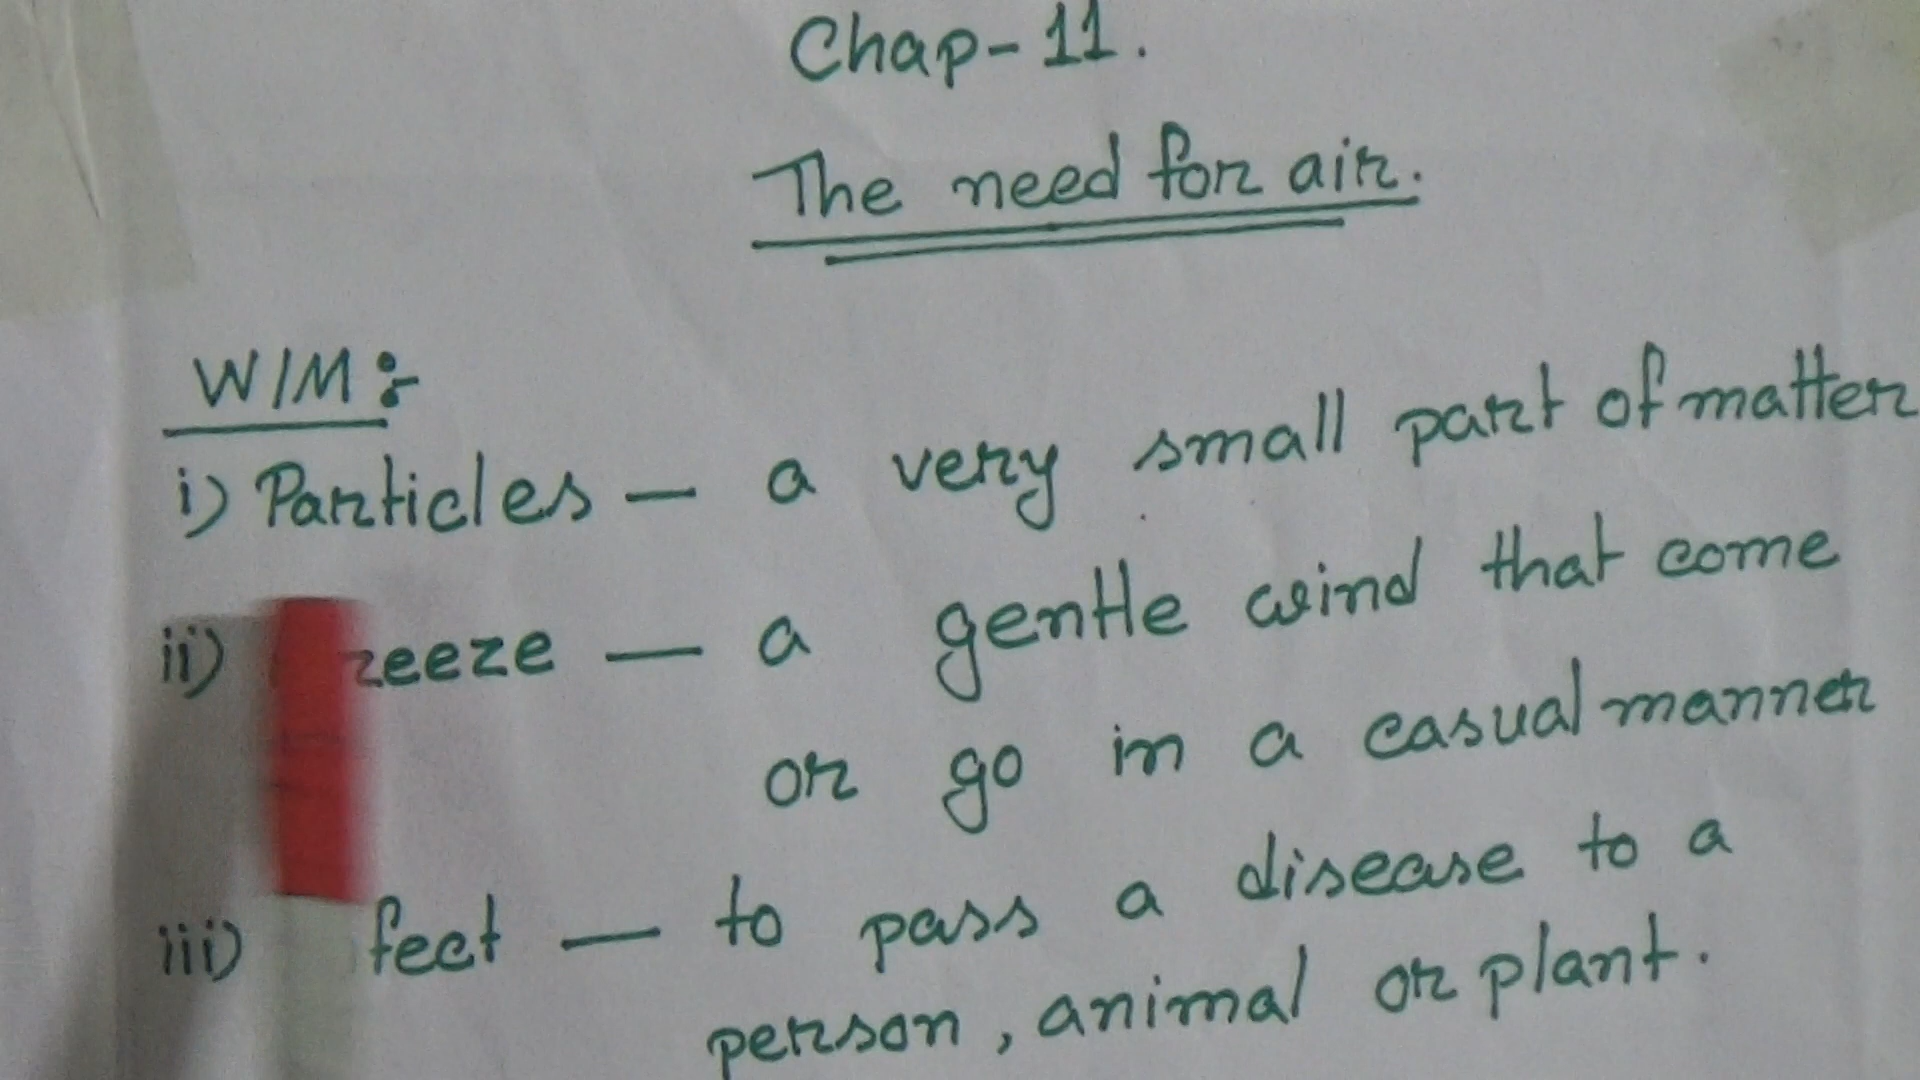 Chap-11.
The need for air.
W/M:-
i) Particles — a very small part of matter
ii) reeze — a gentle wind that come
or go in a casual manner
iii) fect — to pass a disease to a
person, animal or plant.